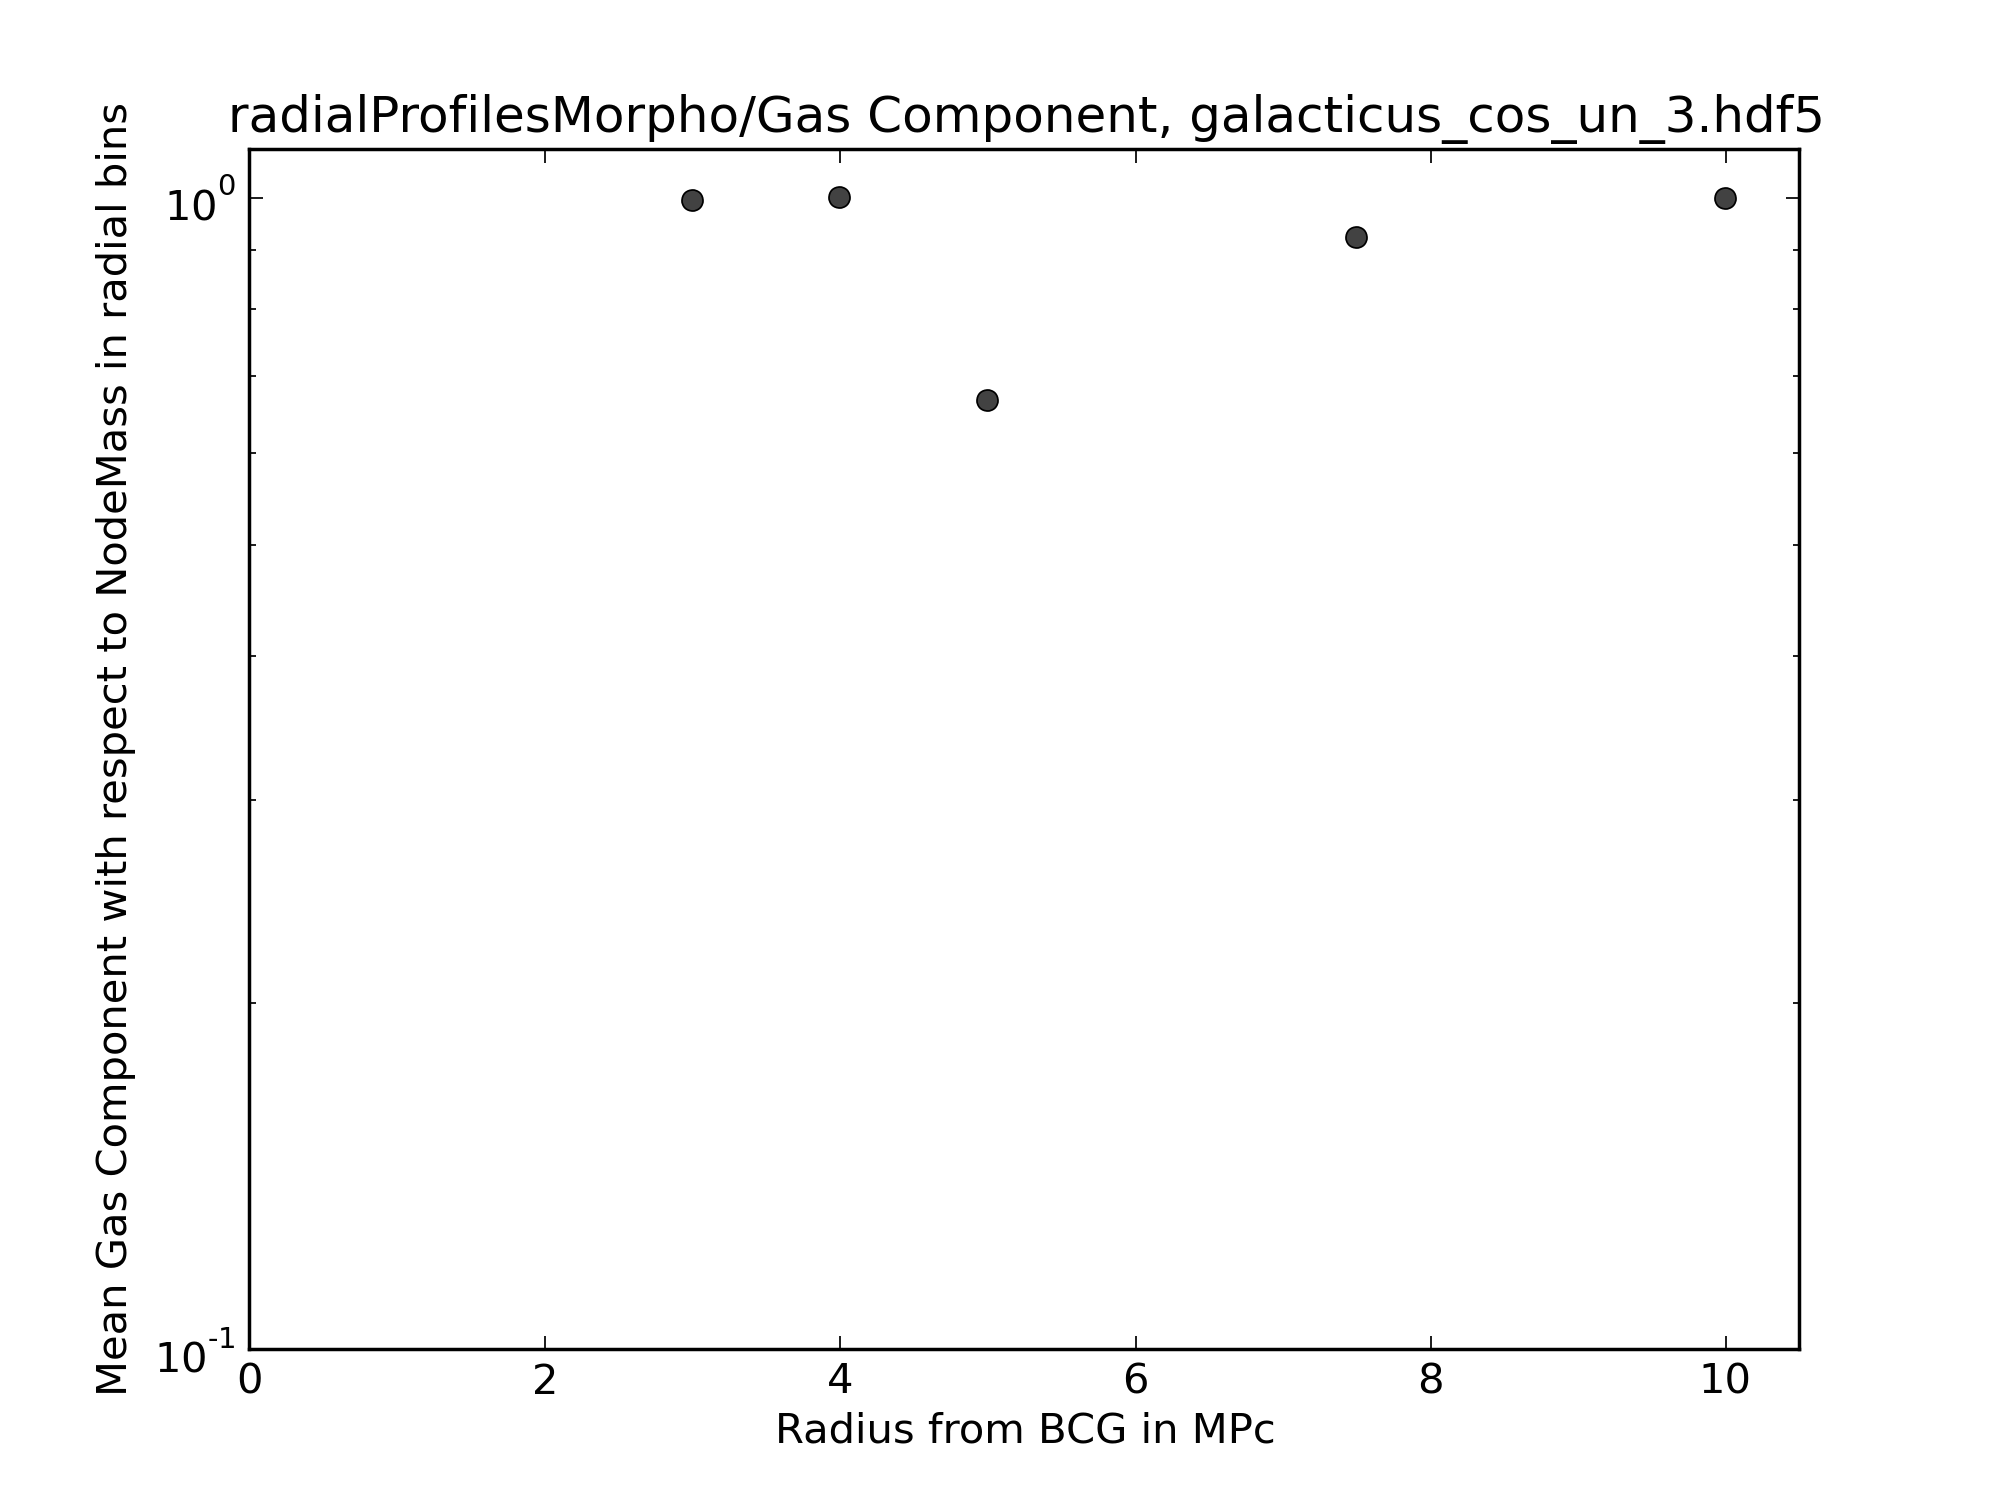 radialProfilesMorpho/Gas Component, galacticus_cos_un_3.hdf5
Mean Gas Component with respect to NodeMass in radial bins
10^0
10^-1
0 2 4 6 8 10
Radius from BCG in MPc